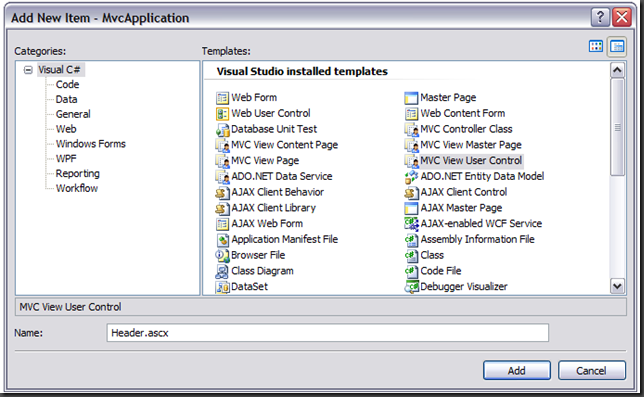 Add New Item - MvcApplication
Categories:
Templates:
Visual C#
Code
Data
General
Web
Windows Forms
WPF
Reporting
Workflow
Visual Studio installed templates
Web Form
Master Page
Web User Control
Web Content Form
Database Unit Test
MVC Controller Class
MVC View Content Page
MVC View Master Page
MVC View Page
MVC View User Control
ADO.NET Data Service
ADO.NET Entity Data Model
AJAX Client Behavior
AJAX Client Control
AJAX Client Library
AJAX Master Page
AJAX Web Form
AJAX-enabled WCF Service
Application Manifest File
Assembly Information File
Browser File
Class
Class Diagram
Code File
DataSet
Debugger Visualizer
MVC View User Control
Name:
Header.ascx
Add
Cancel